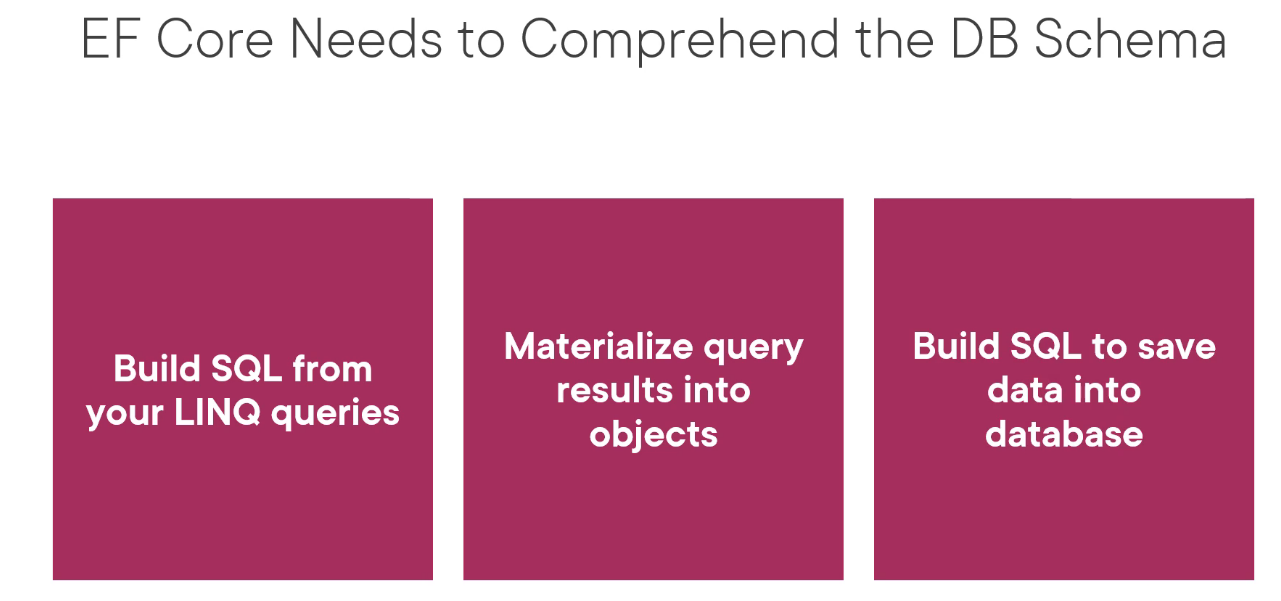 EF Core Needs to Comprehend the DB Schema
Build SQL from
your LINQ queries
Materialize query
results into
objects
Build SQL to save
data into
database